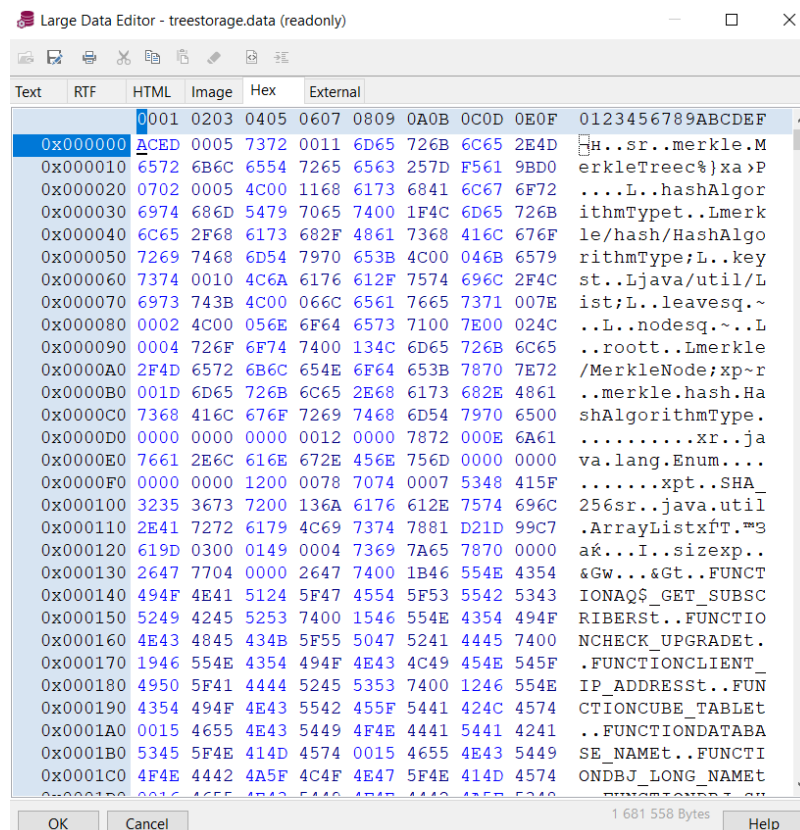 Large Data Editor - treestorage.data (readonly)
Text RTF HTML Image Hex External
0001 0203 0405 0607 0809 0A0B 0C0D 0E0F 0123456789ABCDEF
0x000000 ACED 0005 7372 0011 6D65 726B 6C65 2E4D ¬н..sr..merkle.M
0x000010 6572 6B6C 6554 7265 6563 257D F561 9BD0 erkleTreec%}xa›Р
0x000020 0702 0005 4C00 1168 6173 6841 6C67 6F72 ....L..hashAlgor
0x000030 6974 686D 5479 7065 7400 1F4C 6D65 726B ithmTypet..Lmerk
0x000040 6C65 2F68 6173 682F 4861 7368 416C 676F le/hash/HashAlgo
0x000050 7269 7468 6D54 7970 653B 4C00 046B 6579 rithmType;L..key
0x000060 7374 0010 4C6A 6176 612F 7574 696C 2F4C st..Ljava/util/L
0x000070 6973 743B 4C00 066C 6561 7665 7371 007E ist;L..leavesq.~
0x000080 0002 4C00 056E 6F64 6573 7100 7E00 024C ..L..nodesq.~..L
0x000090 0004 726F 6F74 7400 134C 6D65 726B 6C65 ..roott..Lmerkle
0x0000A0 2F4D 6572 6B6C 654E 6F64 653B 7870 7E72 /MerkleNode;xp~r
0x0000B0 001D 6D65 726B 6C65 2E68 6173 682E 4861 ..merkle.hash.Ha
0x0000C0 7368 416C 676F 7269 7468 6D54 7970 6500 shAlgorithmType.
0x0000D0 0000 0000 0000 0012 0000 7872 000E 6A61 ..........xr..ja
0x0000E0 7661 2E6C 616E 672E 456E 756D 0000 0000 va.lang.Enum....
0x0000F0 0000 0000 1200 0078 7074 0007 5348 415F .......xpt..SHA_
0x000100 3235 3673 7200 136A 6176 612E 7574 696C 256sr..java.util
0x000110 2E41 7272 6179 4C69 7374 7881 D21D 99C7 .ArrayListxЃТ.™З
0x000120 619D 0300 0149 0004 7369 7A65 7870 0000 aќ...I..sizexp..
0x000130 2647 7704 0000 2647 7400 1B46 554E 4354 &Gw...&Gt..FUNCT
0x000140 494F 4E41 5124 5F47 4554 5F53 5542 5343 IONAQ$_GET_SUBSC
0x000150 5249 4245 5253 7400 1546 554E 4354 494F RIBERSt..FUNCTIO
0x000160 4E43 4845 434B 5F55 5047 5241 4445 7400 NCHECK_UPGRADEt.
0x000170 1946 554E 4354 494F 4E43 4C49 454E 545F .FUNCTIONCLIENT_
0x000180 4950 5F41 4444 5245 5353 7400 1246 554E IP_ADDRESSt..FUN
0x000190 4354 494F 4E43 5542 455F 5441 424C 4574 CTIONCUBE_TABLEt
0x0001A0 0015 4655 4E43 5449 4F4E 4441 5441 4241 ..FUNCTIONDATABA
0x0001B0 5345 5F4E 414D 4574 0015 4655 4E43 5449 SE_NAMEt..FUNCTI
0x0001C0 4F4E 4442 4A5F 4C4F 4E47 5F4E 414D 4574 ONDBJ_LONG_NAMEt
1 681 558 Bytes
OK Cancel Help